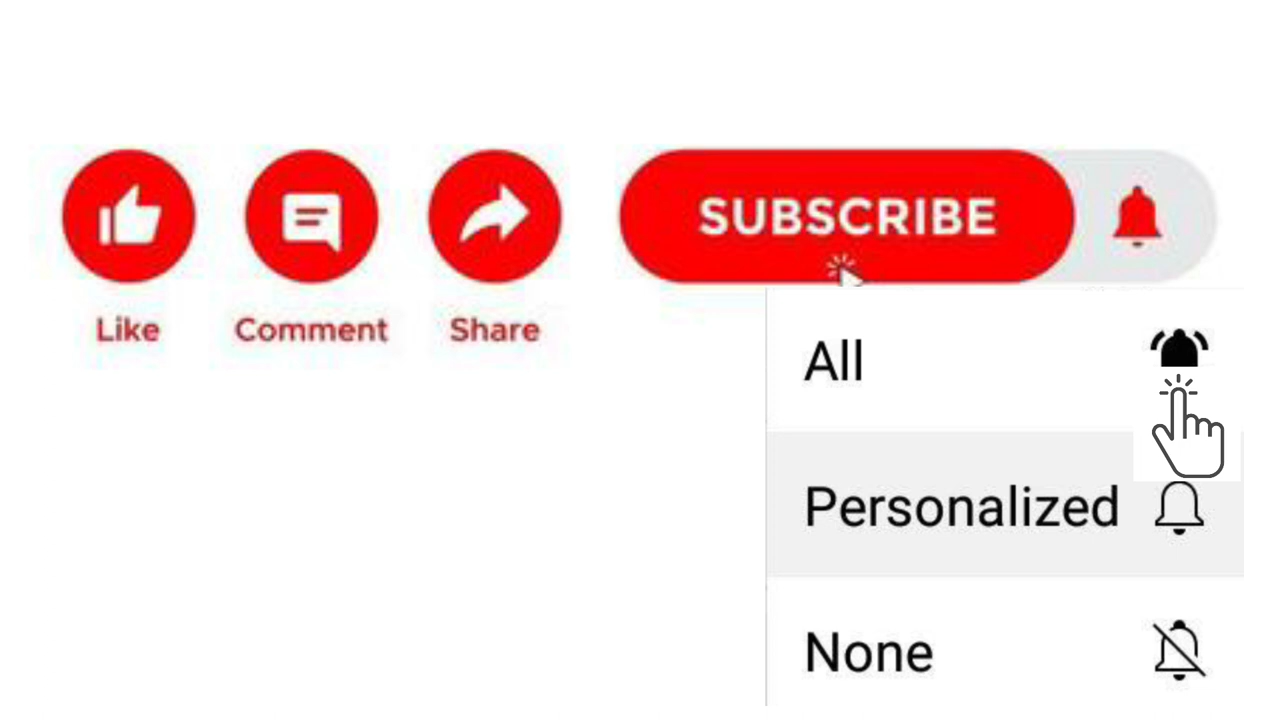 SUBSCRIBE
Like
Comment
Share
All
Personalized
None